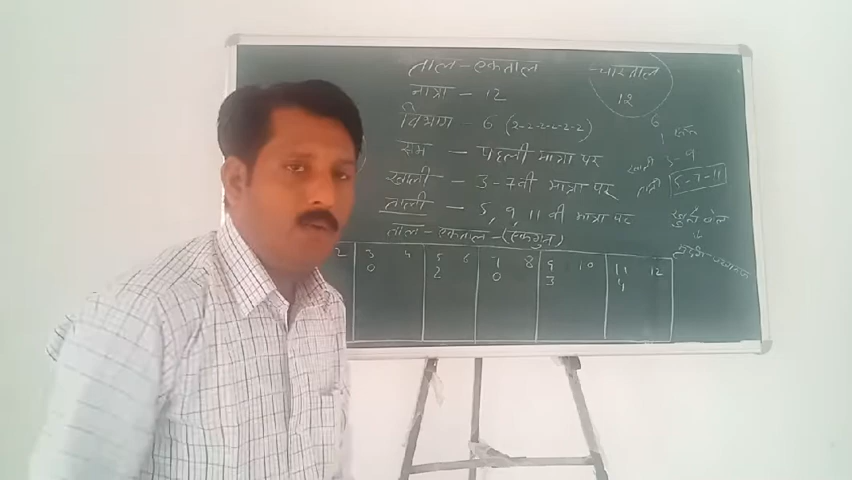 ताल - एकताल
- चारताल
मात्रा - 12
12
विभाग - 6 (2-2-2-2-2-2)
6
सम - पहली मात्रा पर
1
खाली - 3-7वी मात्रा पर
खाली 3-9
ताली - 5, 9, 11 वी मात्रा पर
ताली 5-7-11
ताल - एकताल - (एकगुन)
खुले बोल
2 3 4 5 6 7 8 9 10 11 12
0 2 0 3 4